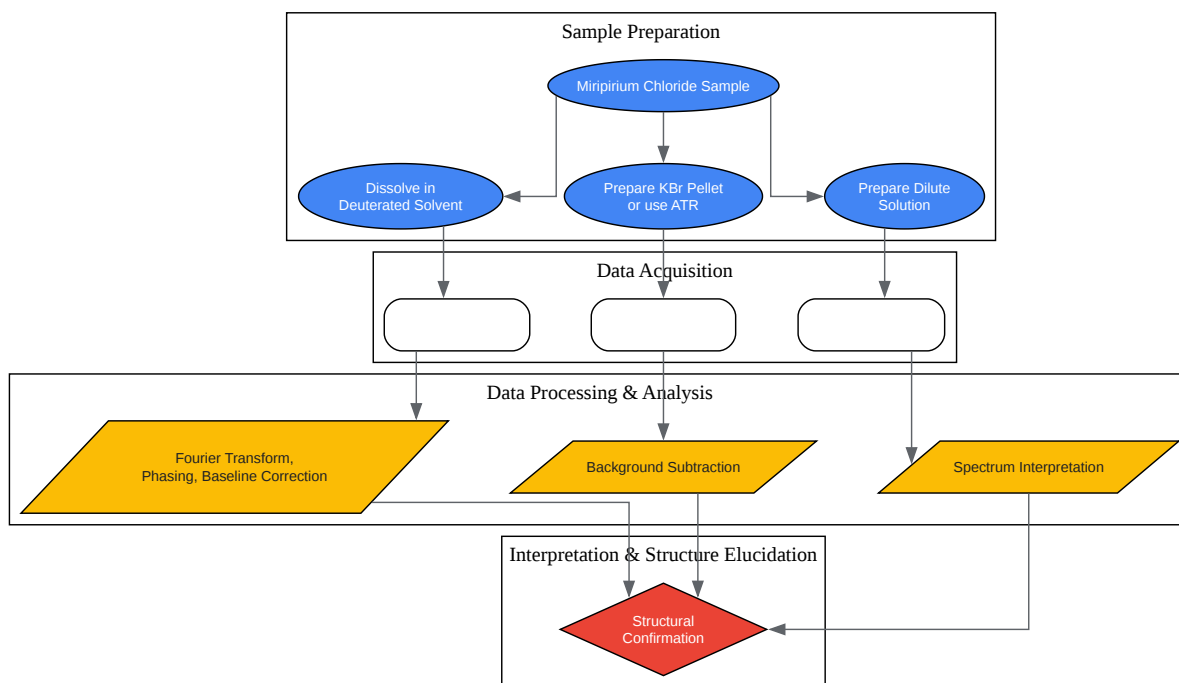 Sample Preparation
Miripirium Chloride Sample
Dissolve in
Deuterated Solvent
Prepare KBr Pellet
or use ATR
Prepare Dilute
Solution
Data Acquisition
Data Processing & Analysis
Fourier Transform,
Phasing, Baseline Correction
Background Subtraction
Spectrum Interpretation
Interpretation & Structure Elucidation
Structural
Confirmation